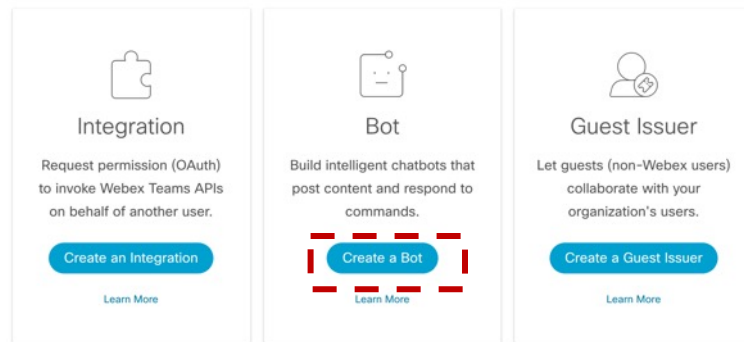 Integration
Request permission (OAuth)
to invoke Webex Teams APIs
on behalf of another user.
Create an Integration
Learn More
Bot
Build intelligent chatbots that
post content and respond to
commands.
Create a Bot
Learn More
Guest Issuer
Let guests (non-Webex users)
collaborate with your
organization's users.
Create a Guest Issuer
Learn More